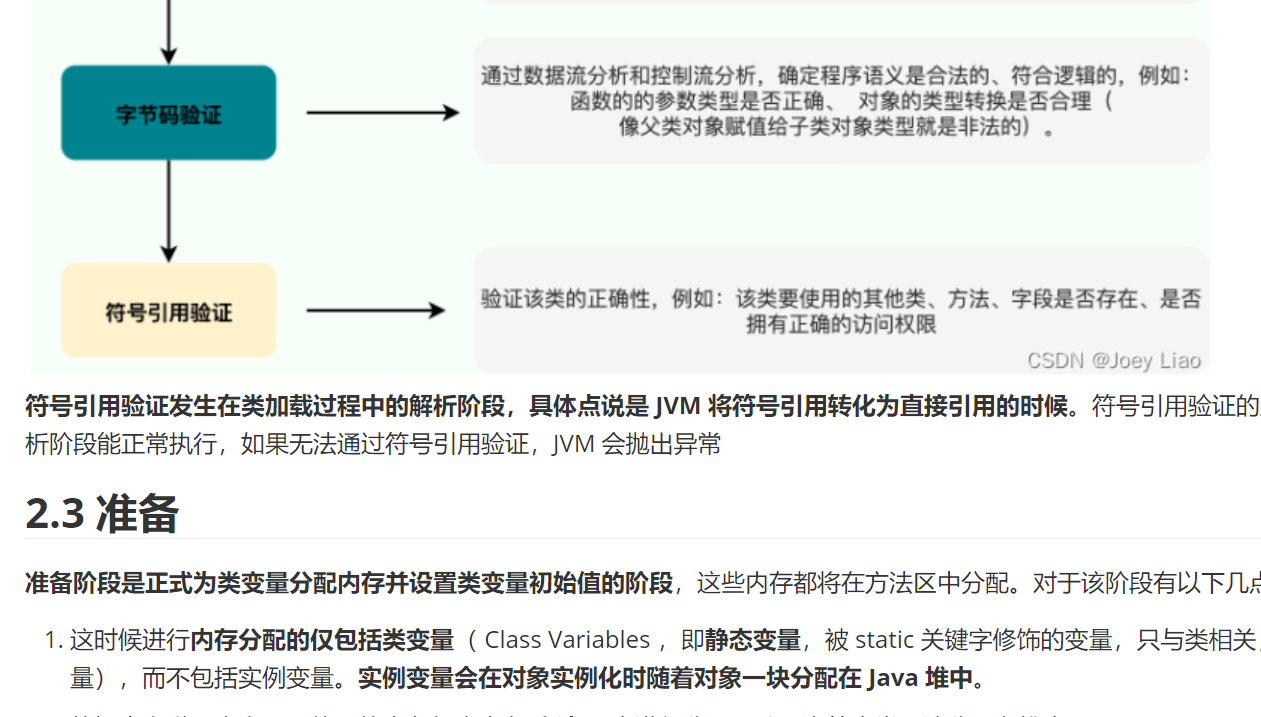 字节码验证
通过数据流分析和控制流分析，确定程序语义是合法的、符合逻辑的，例如：
函数的的参数类型是否正确、 对象的类型转换是否合理（
像父类对象赋值给子类对象类型就是非法的）。
符号引用验证
验证该类的正确性，例如：该类要使用的其他类、方法、字段是否存在、是否
拥有正确的访问权限
CSDN @Joey Liao
符号引用验证发生在类加载过程中的解析阶段，具体点说是 JVM 将符号引用转化为直接引用的时候。符号引用验证的
析阶段能正常执行，如果无法通过符号引用验证，JVM 会抛出异常
2.3 准备
准备阶段是正式为类变量分配内存并设置类变量初始值的阶段，这些内存都将在方法区中分配。对于该阶段有以下几点
1. 这时候进行内存分配的仅包括类变量（ Class Variables ，即静态变量，被 static 关键字修饰的变量，只与类相关，
量），而不包括实例变量。实例变量会在对象实例化时随着对象一块分配在 Java 堆中。